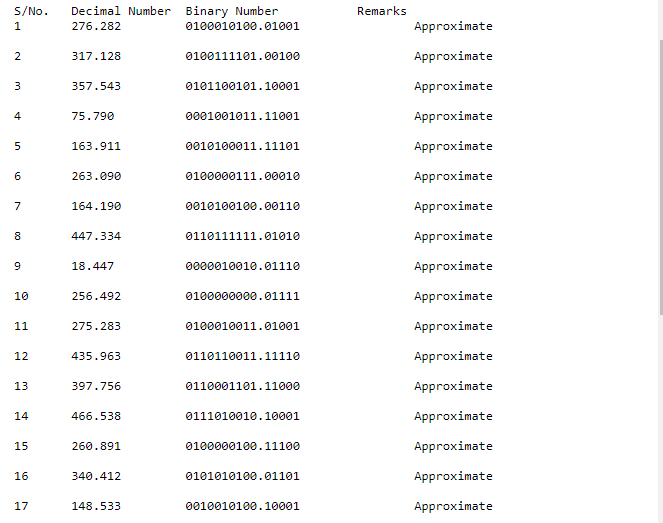 S/No. Decimal Number Binary Number Remarks
1 276.282 0100010100.01001 Approximate
2 317.128 0100111101.00100 Approximate
3 357.543 0101100101.10001 Approximate
4 75.790 0001001011.11001 Approximate
5 163.911 0010100011.11101 Approximate
6 263.090 0100000111.00010 Approximate
7 164.190 0010100100.00110 Approximate
8 447.334 0110111111.01010 Approximate
9 18.447 0000010010.01110 Approximate
10 256.492 0100000000.01111 Approximate
11 275.283 0100010011.01001 Approximate
12 435.963 0110110011.11110 Approximate
13 397.756 0110001101.11000 Approximate
14 466.538 0111010010.10001 Approximate
15 260.891 0100000100.11100 Approximate
16 340.412 0101010100.01101 Approximate
17 148.533 0010010100.10001 Approximate